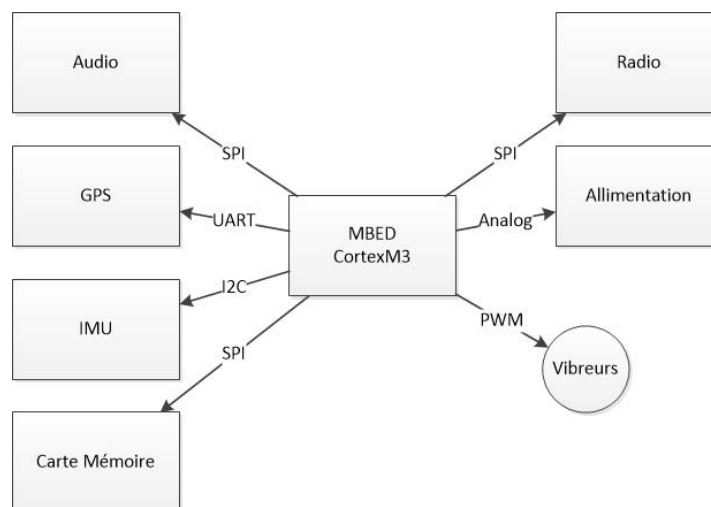 Audio
Radio
SPI
SPI
GPS
Allimentation
UART
MBED
CortexM3
Analog
I2C
IMU
PWM
SPI
Vibreurs
Carte Mémoire